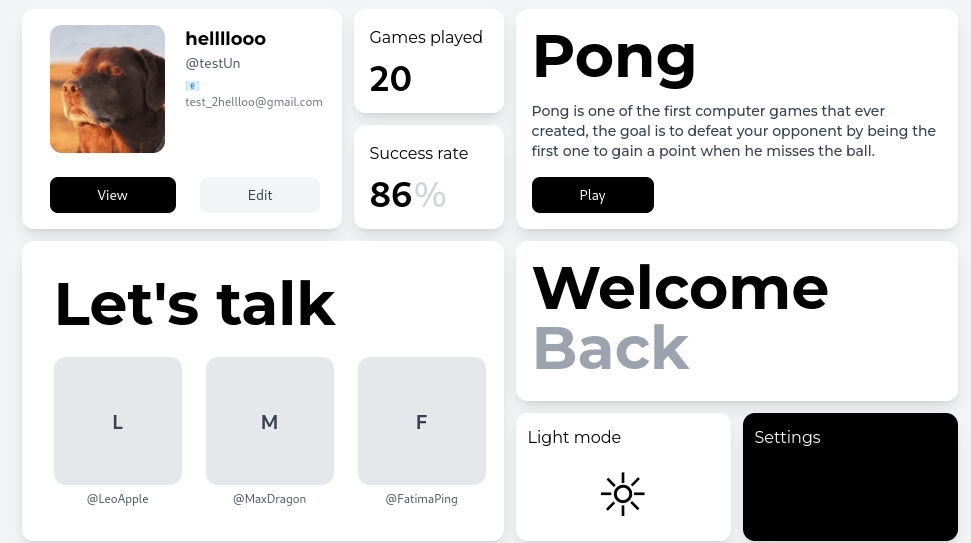 hellllooo
@testUn
📧
test_2hellloo@gmail.com
View
Edit
Games played
20
Success rate
86%
Pong
Pong is one of the first computer games that ever
created, the goal is to defeat your opponent by being the
first one to gain a point when he misses the ball.
Play
Let's talk
L
M
F
@LeoApple
@MaxDragon
@FatimaPing
Welcome
Back
Light mode
Settings